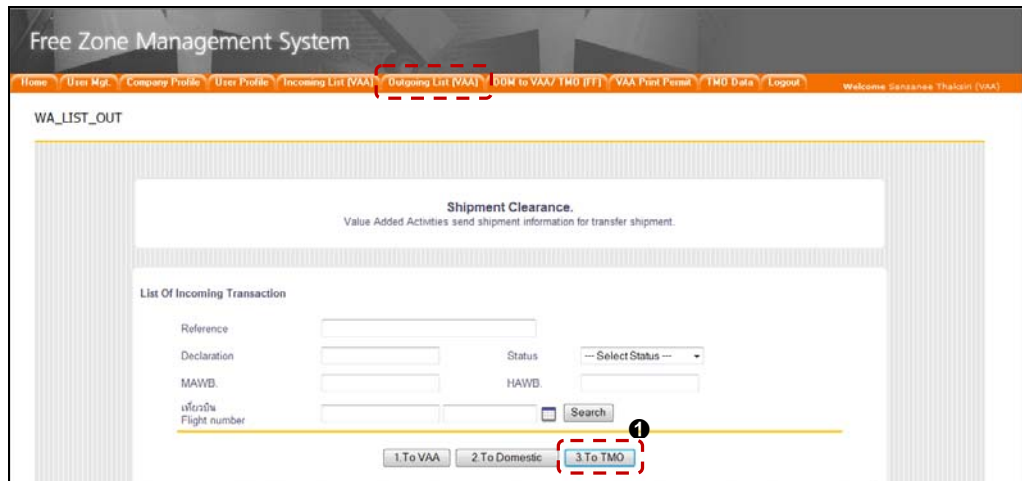 Free Zone Management System
Home User Mgt. Company Profile User Profile Incoming List (VAA) Outgoing List (VAA) DOM to VAA/ TMO (FF) VAA Print Permit TMO Data Logout Welcome Sansanee Thaksin (VAA)
WA_LIST_OUT
Shipment Clearance.
Value Added Activities send shipment information for transfer shipment.
List Of Incoming Transaction
Reference
Declaration Status --- Select Status ---
MAWB. HAWB.
เที่ยวบิน
Flight number Search
1
1.To VAA 2.To Domestic 3.To TMO